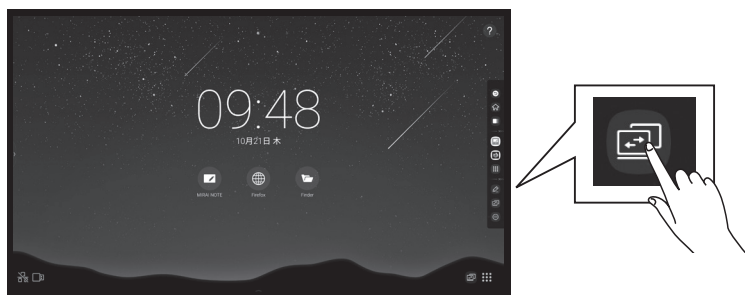 ?
09:48
10月21日 木
MIRAI NOTE
Firefox
Finder